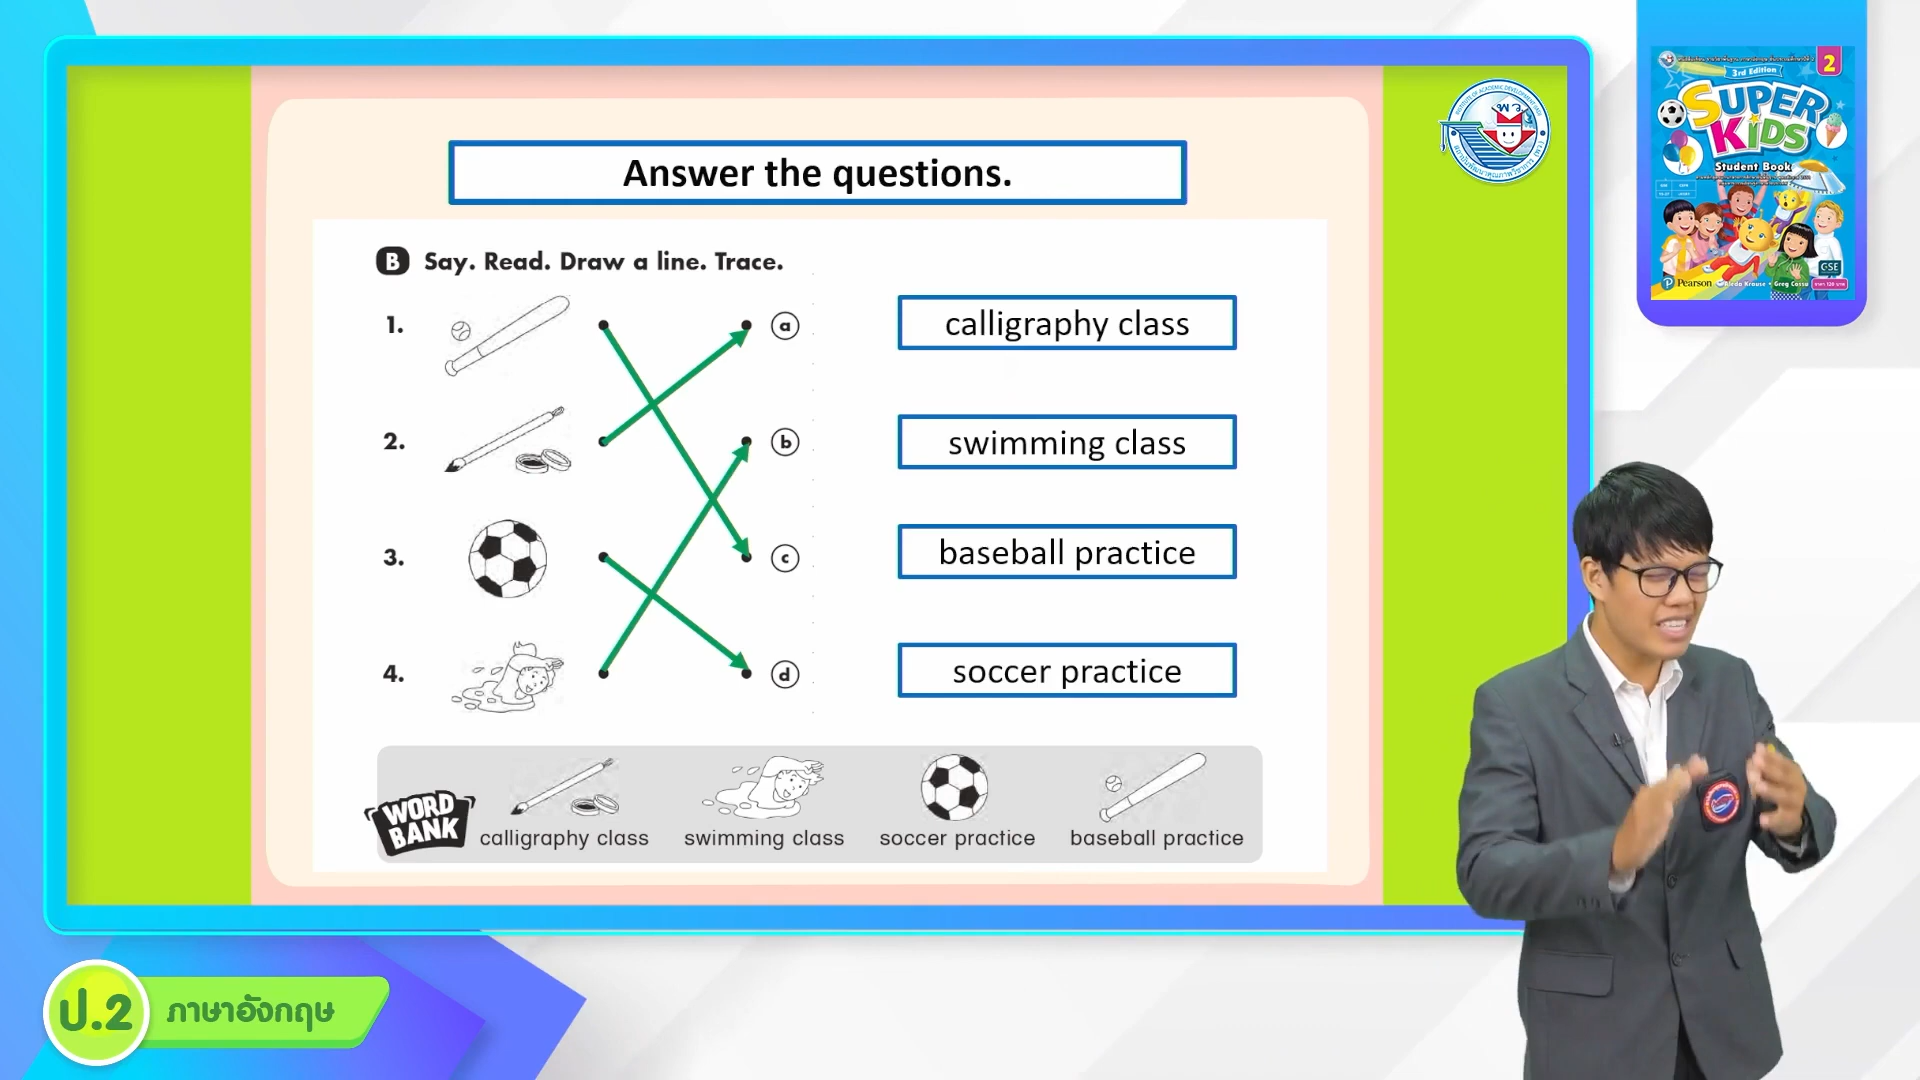 Answer the questions.
B Say. Read. Draw a line. Trace.
1. a calligraphy class
2. b swimming class
3. c baseball practice
4. d soccer practice
WORD BANK
calligraphy class swimming class soccer practice baseball practice
2
3rd Edition
SUPER KIDS
Student Book
GSE
Pearson
พว.
ป.2 ภาษาอังกฤษ